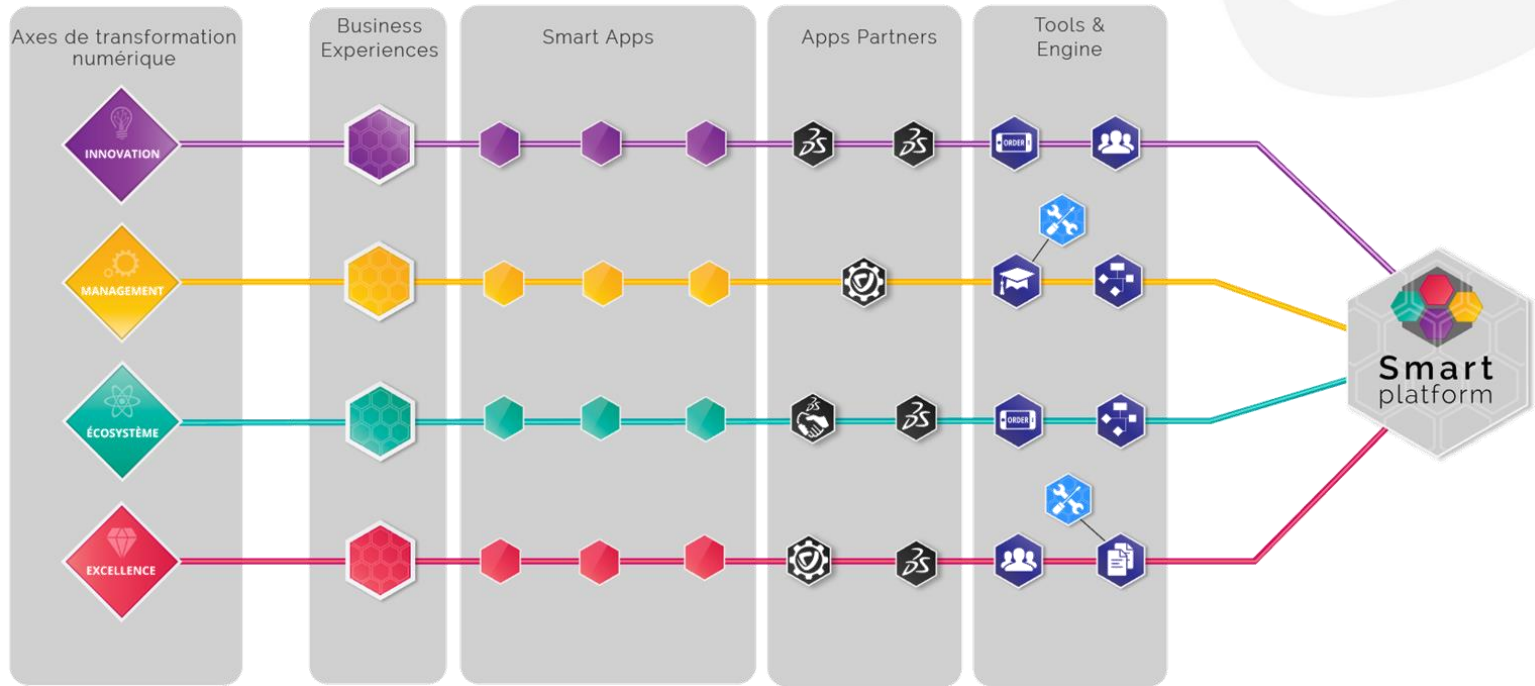 Axes de transformation
numérique
Business
Experiences
Smart Apps
Apps Partners
Tools &
Engine
INNOVATION
ORDER
MANAGEMENT
ÉCOSYSTÈME
ORDER
EXCELLENCE
Smart
platform